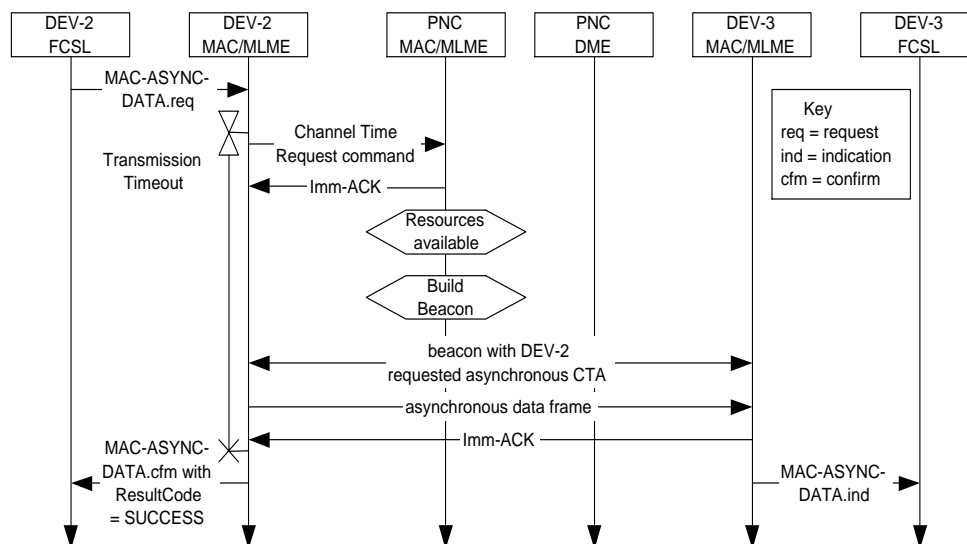 DEV-2
FCSL
DEV-2
MAC/MLME
PNC
MAC/MLME
PNC
DME
DEV-3
MAC/MLME
DEV-3
FCSL
MAC-ASYNC-
DATA.req
Key
req = request
ind = indication
cfm = confirm
Channel Time
Request command
Transmission
Timeout
Imm-ACK
Resources
available
Build
Beacon
beacon with DEV-2
requested asynchronous CTA
asynchronous data frame
Imm-ACK
MAC-ASYNC-
DATA.cfm with
ResultCode
= SUCCESS
MAC-ASYNC-
DATA.ind